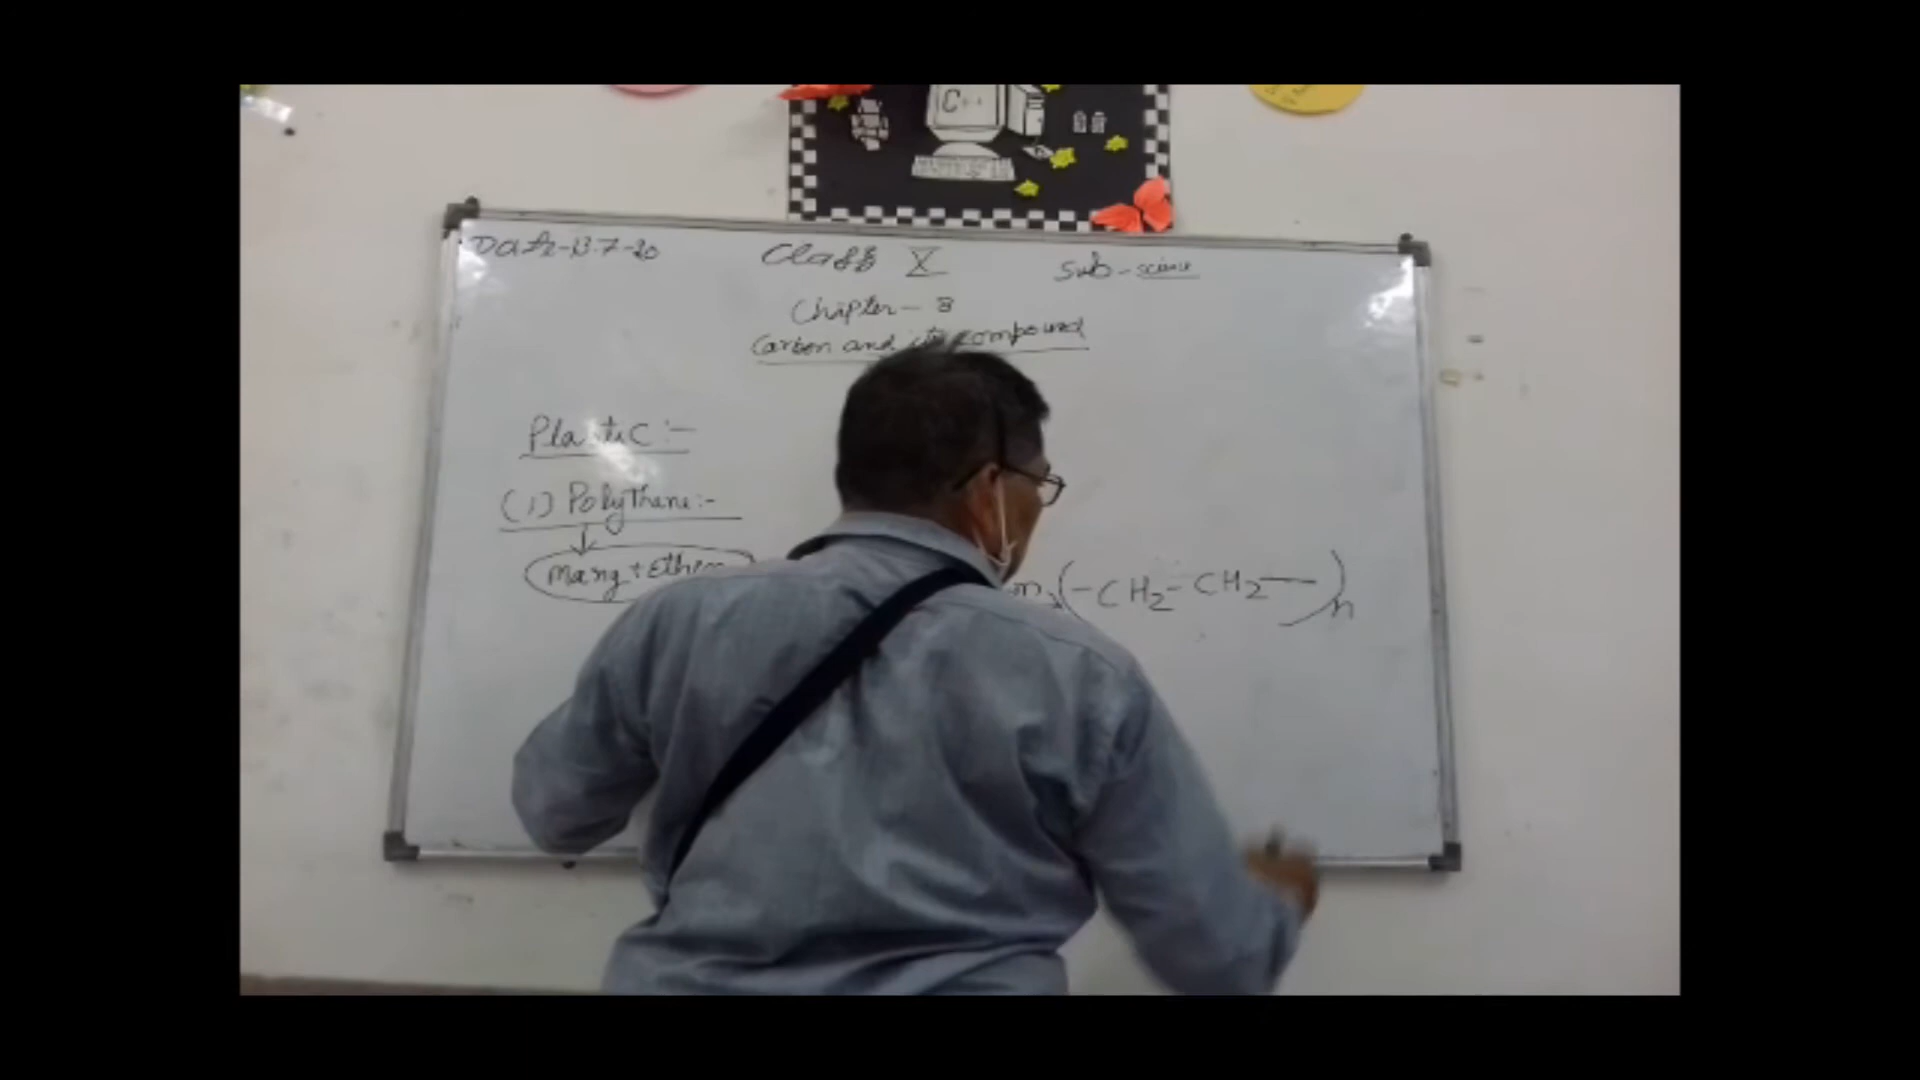 C++
Date-13.7-20 Class X Sub-science
Chapter-3
Carbon and its compound
Plastic:-
(1) Polythene:-
Many + Ethen
(-CH2-CH2-)n